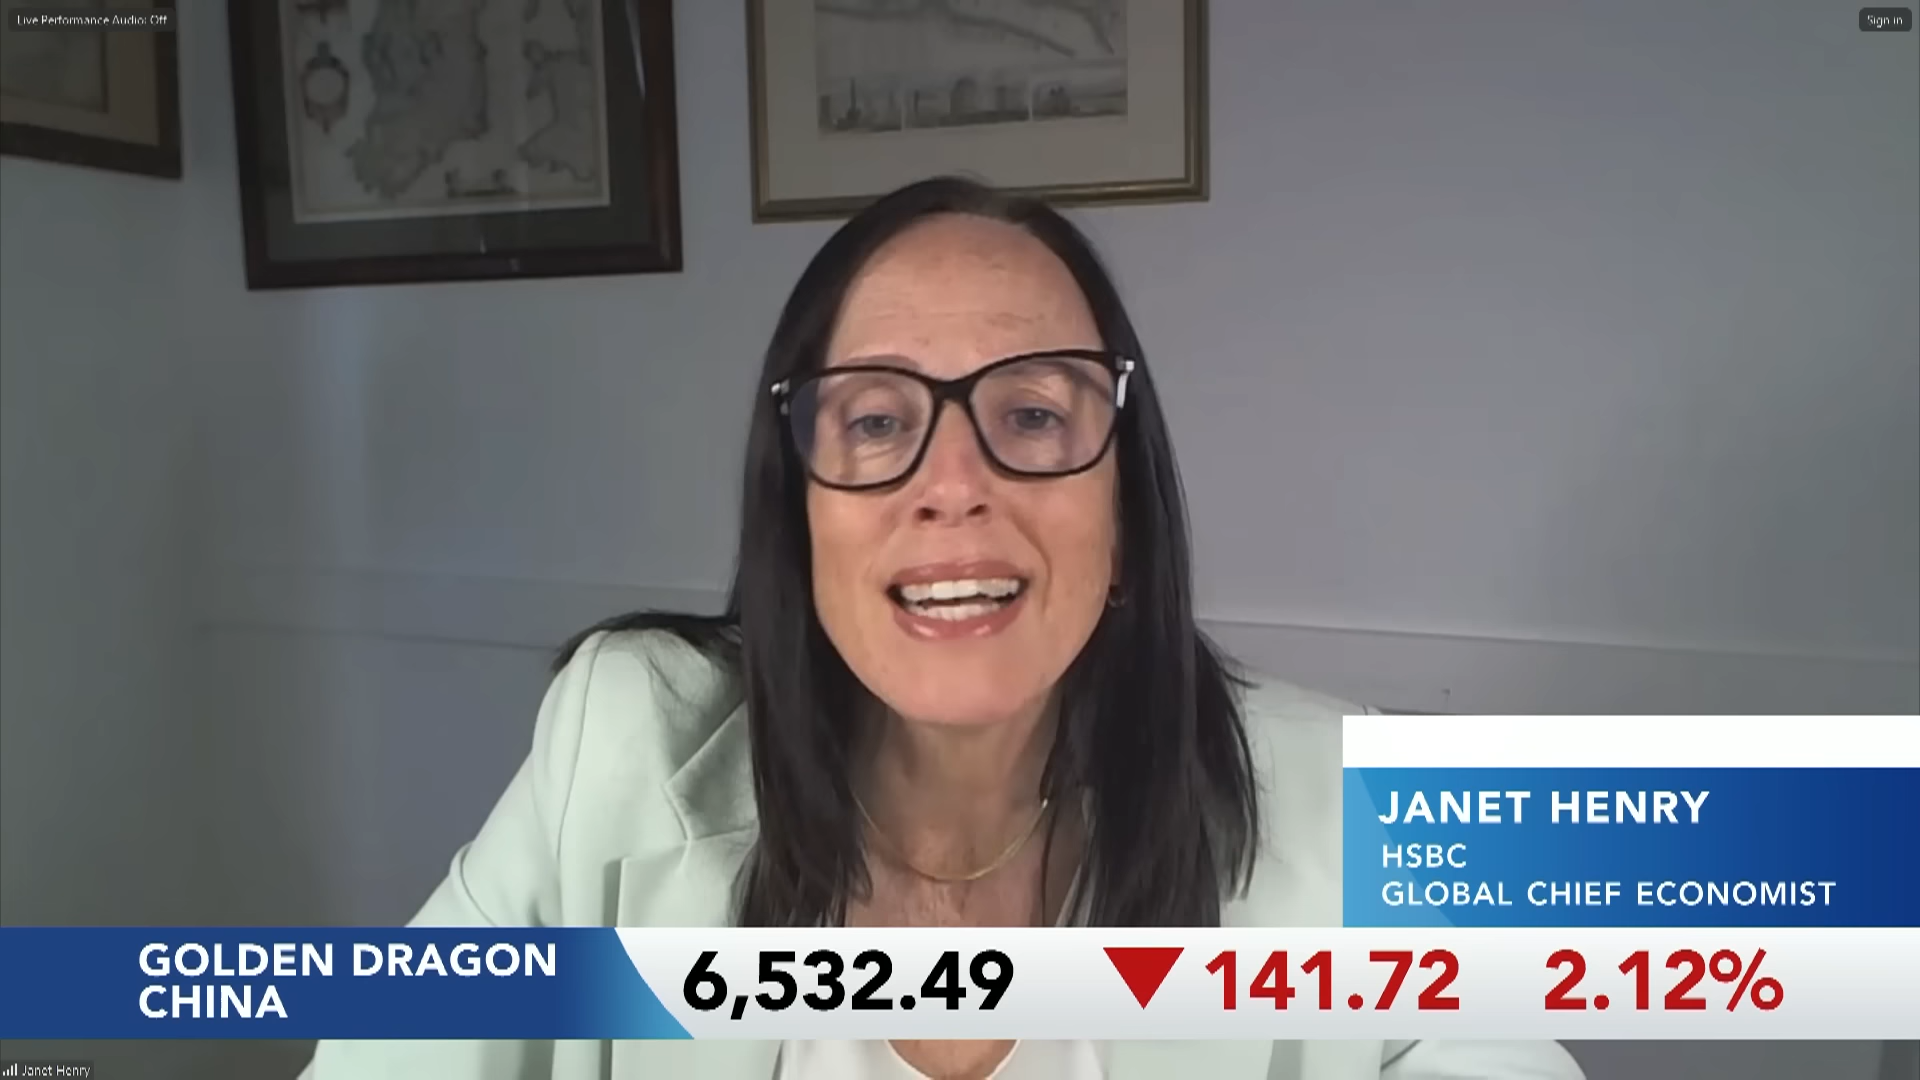 Live Performance Audio: Off
Sign in
JANET HENRY
HSBC
GLOBAL CHIEF ECONOMIST
GOLDEN DRAGON
CHINA
6,532.49 ▼ 141.72 2.12%
Janet Henry